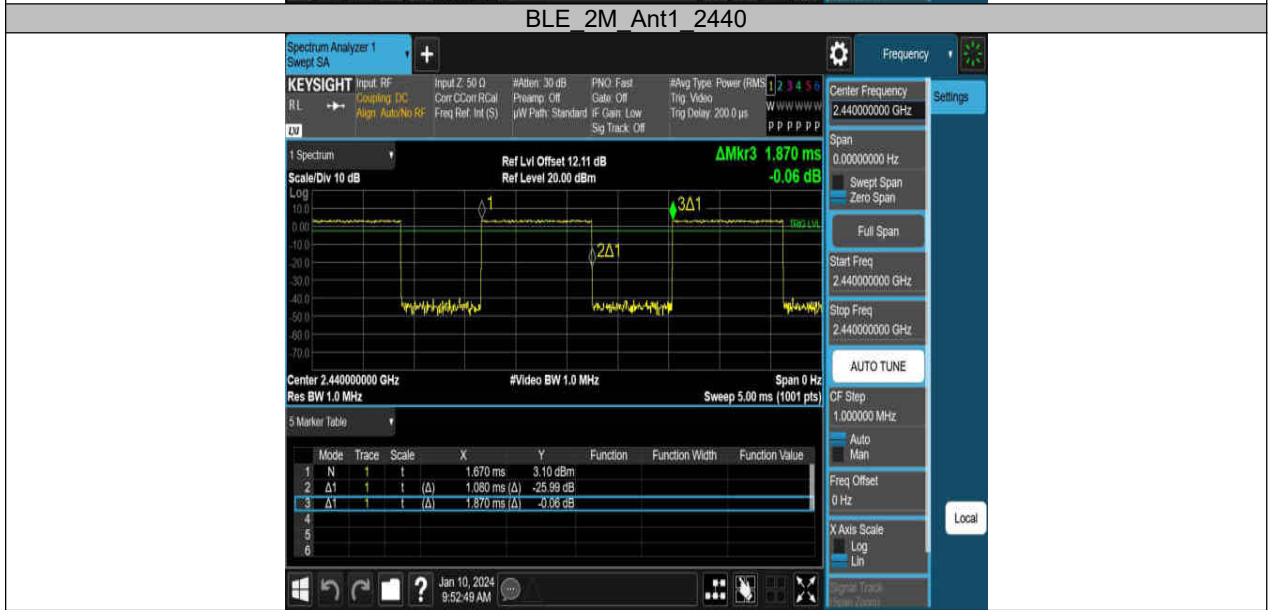 BLE_2M_Ant1_2440
Spectrum Analyzer 1
Swept SA
+
Frequency
KEYSIGHT Input: RF Input Z: 50 Ω #Atten: 30 dB PNO: Fast #Avg Type: Power (RMS 1 2 3 4 5 6
RL Coupling: DC Corr CCorr RCal Preamp: Off Gate: Off Trig: Video W W W W W W
Align: Auto/No RF Freq Ref: Int (S) µW Path: Standard IF Gain: Low Trig Delay: 200.0 µs P P P P P P
LXI Sig Track: Off
1 Spectrum Ref Lvl Offset 12.11 dB ΔMkr3 1.870 ms
Scale/Div 10 dB Ref Level 20.00 dBm -0.06 dB
Log
10.0
0.00
-10.0
-20.0
-30.0
-40.0
-50.0
-60.0
-70.0
1
2Δ1
3Δ1
TRIG LVL
Center 2.440000000 GHz #Video BW 1.0 MHz Span 0 Hz
Res BW 1.0 MHz Sweep 5.00 ms (1001 pts)
5 Marker Table
Mode Trace Scale X Y Function Function Width Function Value
1 N 1 t 1.670 ms 3.10 dBm
2 Δ1 1 t (Δ) 1.080 ms (Δ) -25.99 dB
3 Δ1 1 t (Δ) 1.870 ms (Δ) -0.06 dB
4
5
6
Jan 10, 2024
9:52:49 AM
?
Center Frequency
2.440000000 GHz
Settings
Span
0.00000000 Hz
Swept Span
Zero Span
Full Span
Start Freq
2.440000000 GHz
Stop Freq
2.440000000 GHz
AUTO TUNE
CF Step
1.000000 MHz
Auto
Man
Freq Offset
0 Hz
X Axis Scale
Log
Lin
Local
Signal Track
(Span Zoom)